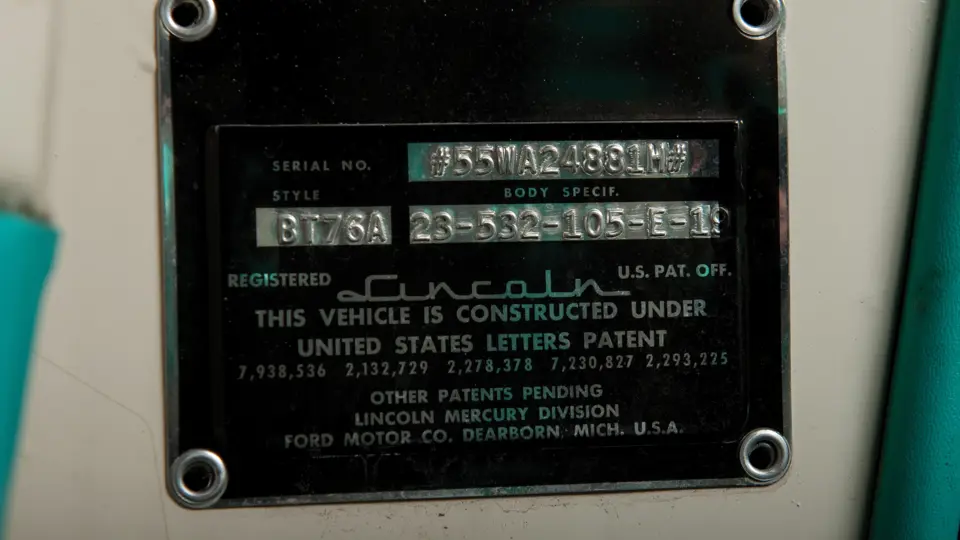 SERIAL NO. #55WA24881H#
STYLE BODY SPECIF.
BT76A 23-532-105-E-19
REGISTERED Lincoln U.S. PAT. OFF.
THIS VEHICLE IS CONSTRUCTED UNDER
UNITED STATES LETTERS PATENT
7,938,536 2,132,729 2,278,378 7,230,827 2,293,225
OTHER PATENTS PENDING
LINCOLN MERCURY DIVISION
FORD MOTOR CO. DEARBORN, MICH. U.S.A.